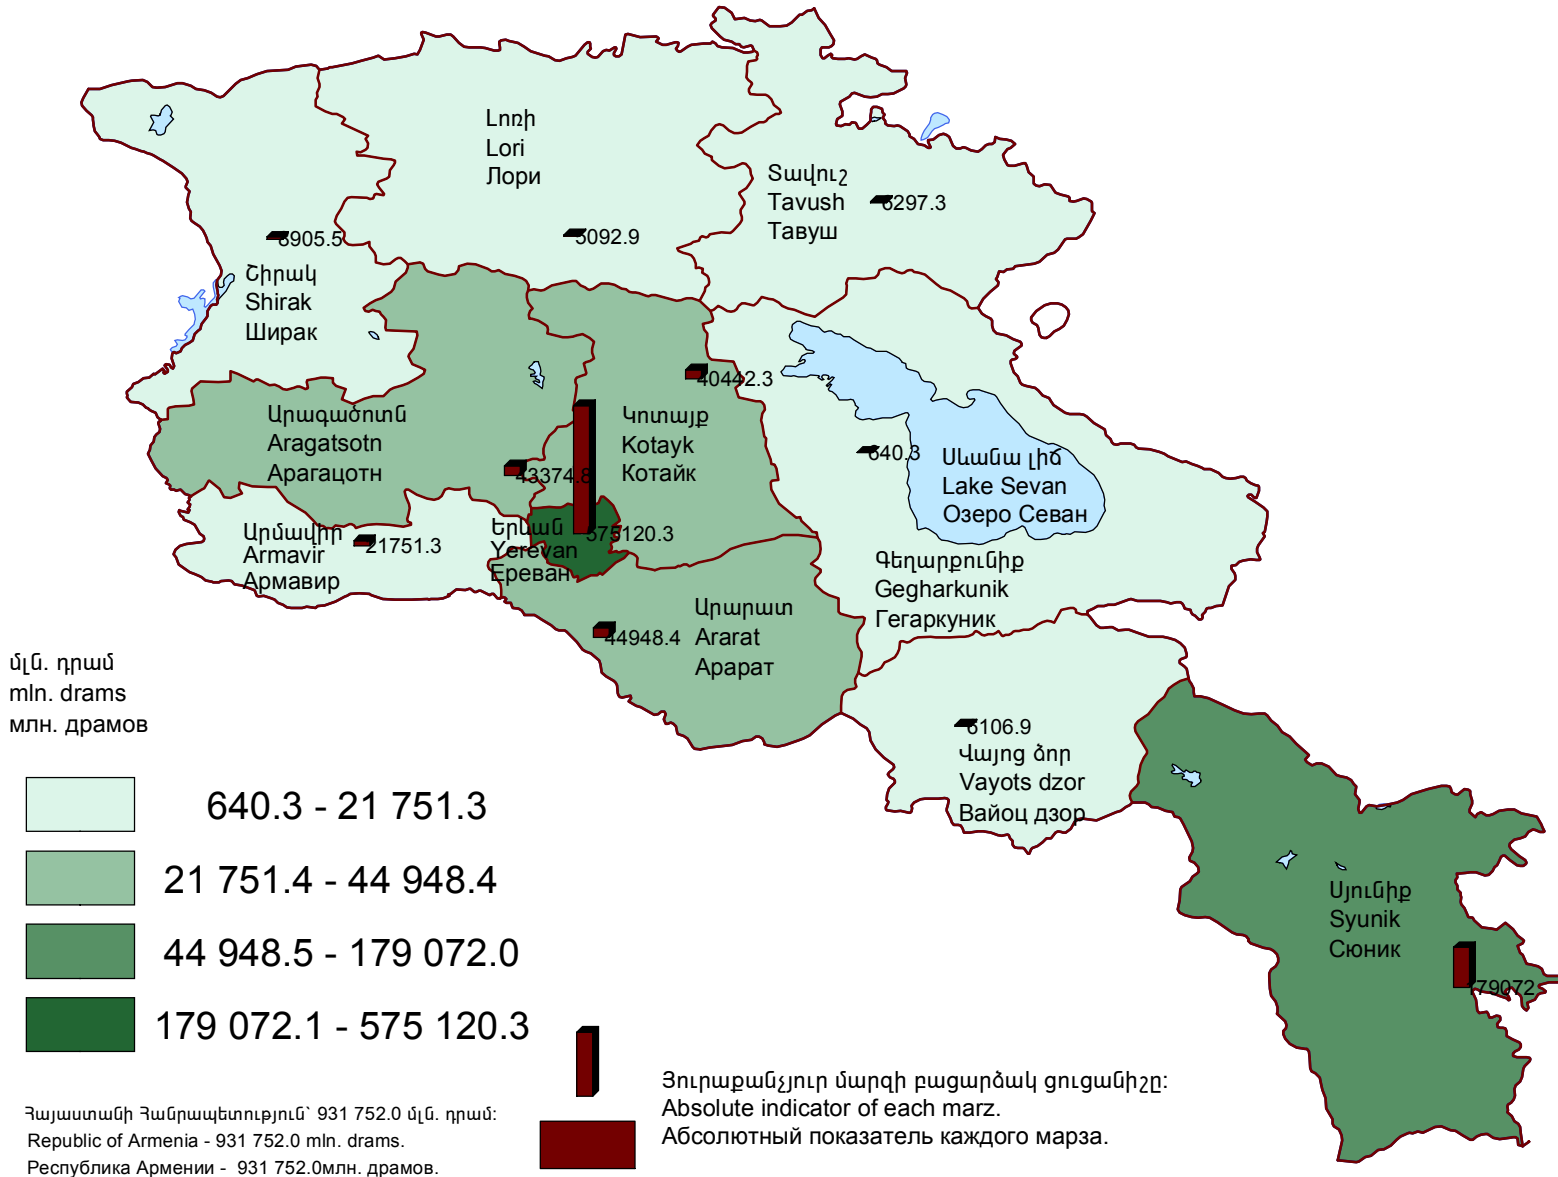 Լոռի
Lori
Лори
5092.9
Տավուշ
Tavush
Тавуш
6297.3
8905.5
Շիրակ
Shirak
Ширак
Արագածոտն
Aragatsotn
Арагацотн
43374.8
40442.3
Կոտայք
Kotayk
Котайк
640.3
Սևանա լիճ
Lake Sevan
Озеро Севан
Արմավիր
Armavir
Армавир
21751.3
Երևան
Yerevan
Ереван
575120.3
Գեղարքունիք
Gegharkunik
Гегаркуник
Արարատ
Ararat
Арарат
44948.4
6106.9
Վայոց ձոր
Vayots dzor
Вайоц дзор
Սյունիք
Syunik
Сюник
179072
մլն. դրամ
mln. drams
млн. драмов
640.3 - 21 751.3
21 751.4 - 44 948.4
44 948.5 - 179 072.0
179 072.1 - 575 120.3
Յուրաքանչյուր մարզի բացարձակ ցուցանիշը:
Absolute indicator of each marz.
Абсолютный показатель каждого марза.
Հայաստանի Հանրապետություն` 931 752.0 մլն. դրամ:
Republic of Armenia - 931 752.0 mln. drams.
Республика Армении -  931 752.0млн. драмов.